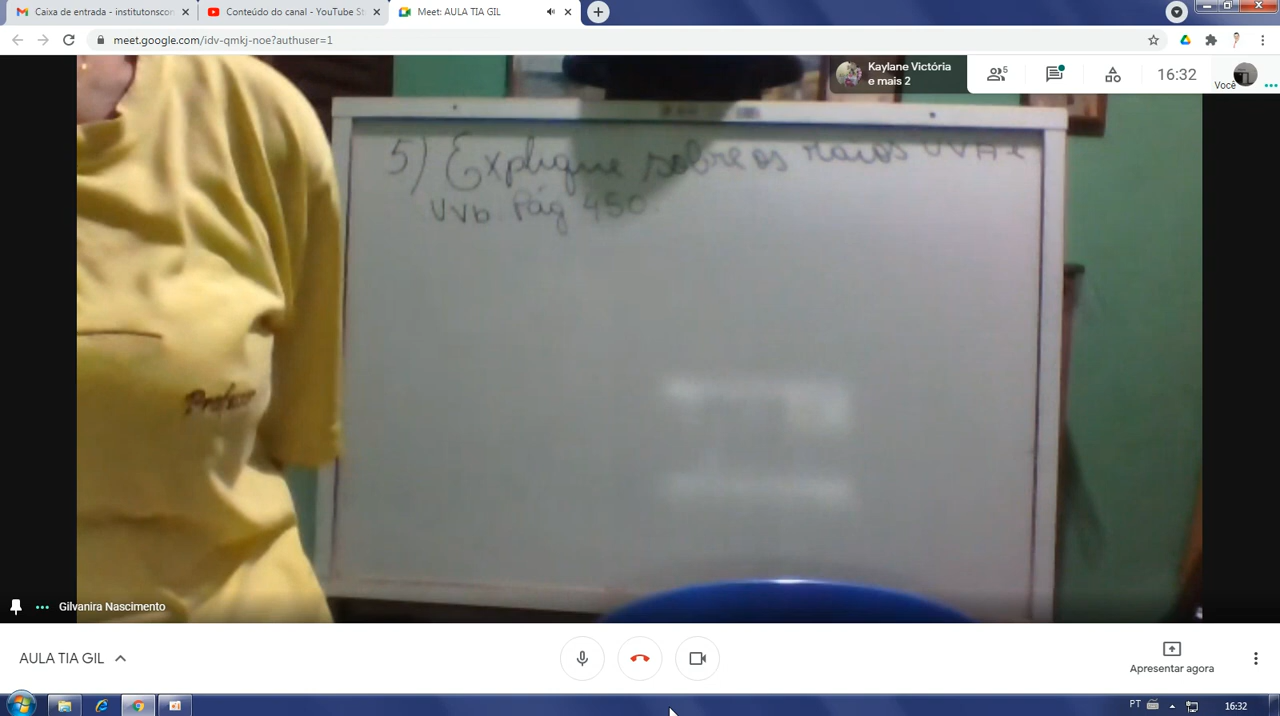 Caixa de entrada - institutonscon
Conteúdo do canal - YouTube St
Meet: AULA TIA GIL
meet.google.com/idv-qmkj-noe?authuser=1
Kaylane Victória
e mais 2
5
16:32
Você
5) Explique sobre os raios UVA e
UVb Pág 450
Profess
Gilvanira Nascimento
AULA TIA GIL
Apresentar agora
PT
16:32